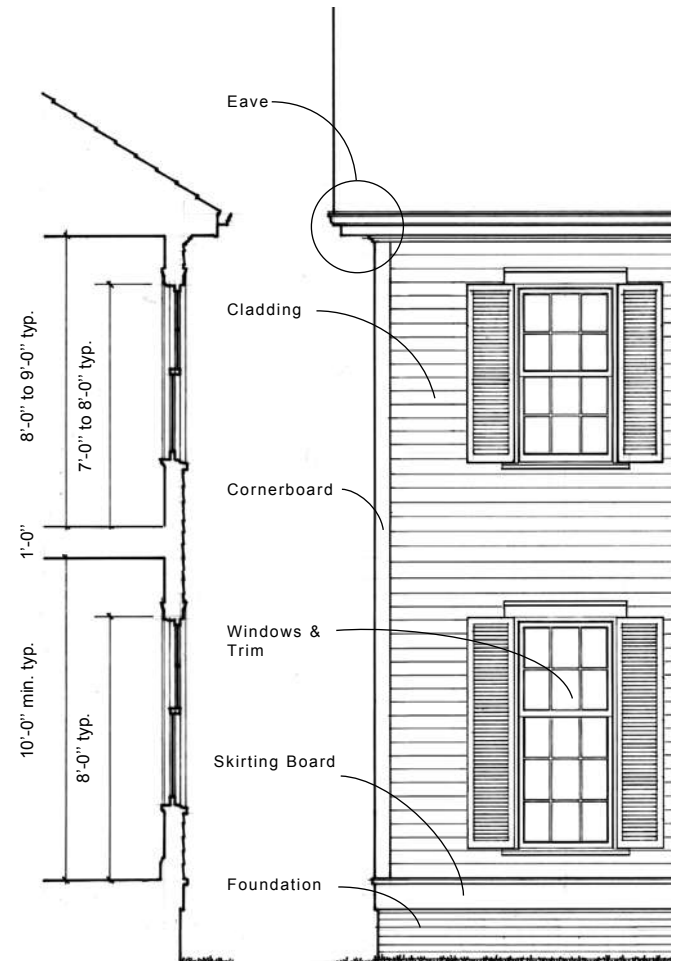 Eave
Cladding
Cornerboard
Windows &
Trim
Skirting Board
Foundation
8'-0" to 9'-0" typ.
7'-0" to 8'-0" typ.
1'-0"
10'-0" min. typ.
8'-0" typ.